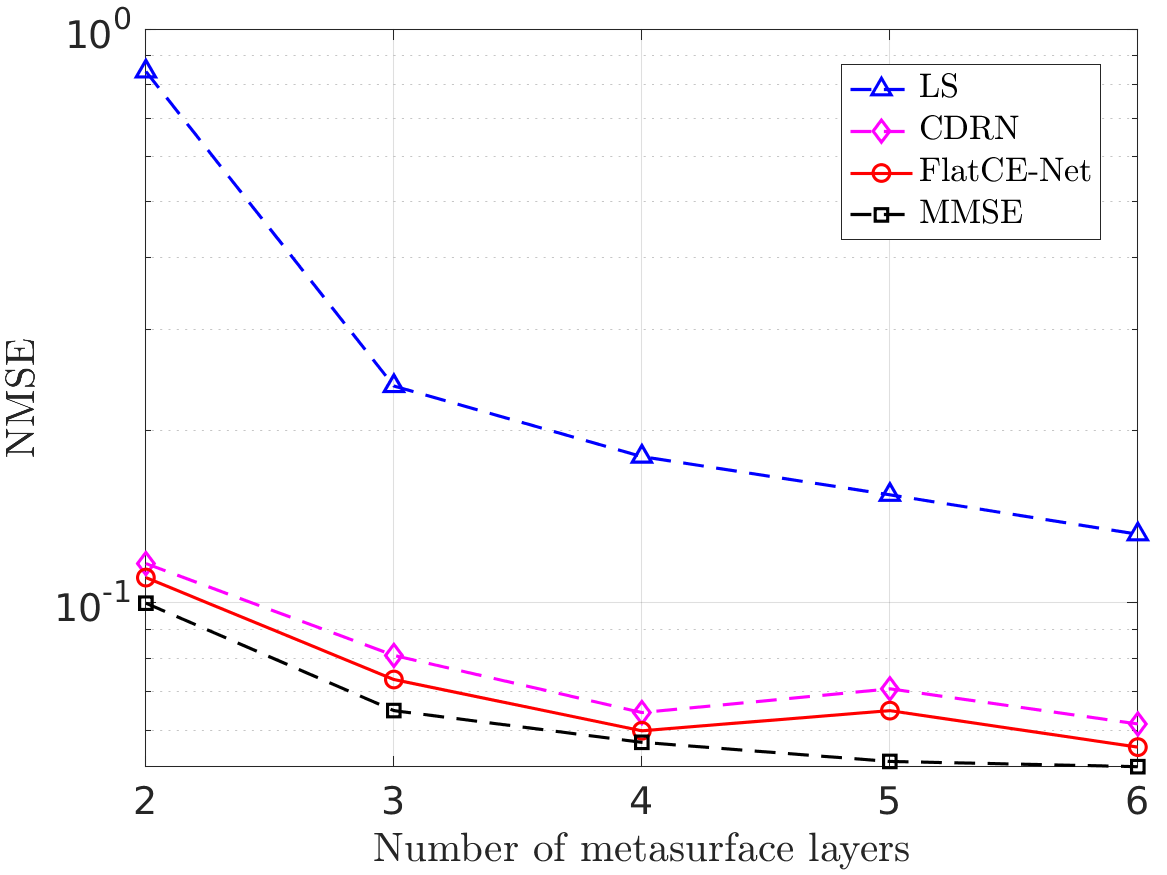 10^0
LS
CDRN
FlatCE-Net
MMSE
NMSE
10^-1
2 3 4 5 6
Number of metasurface layers